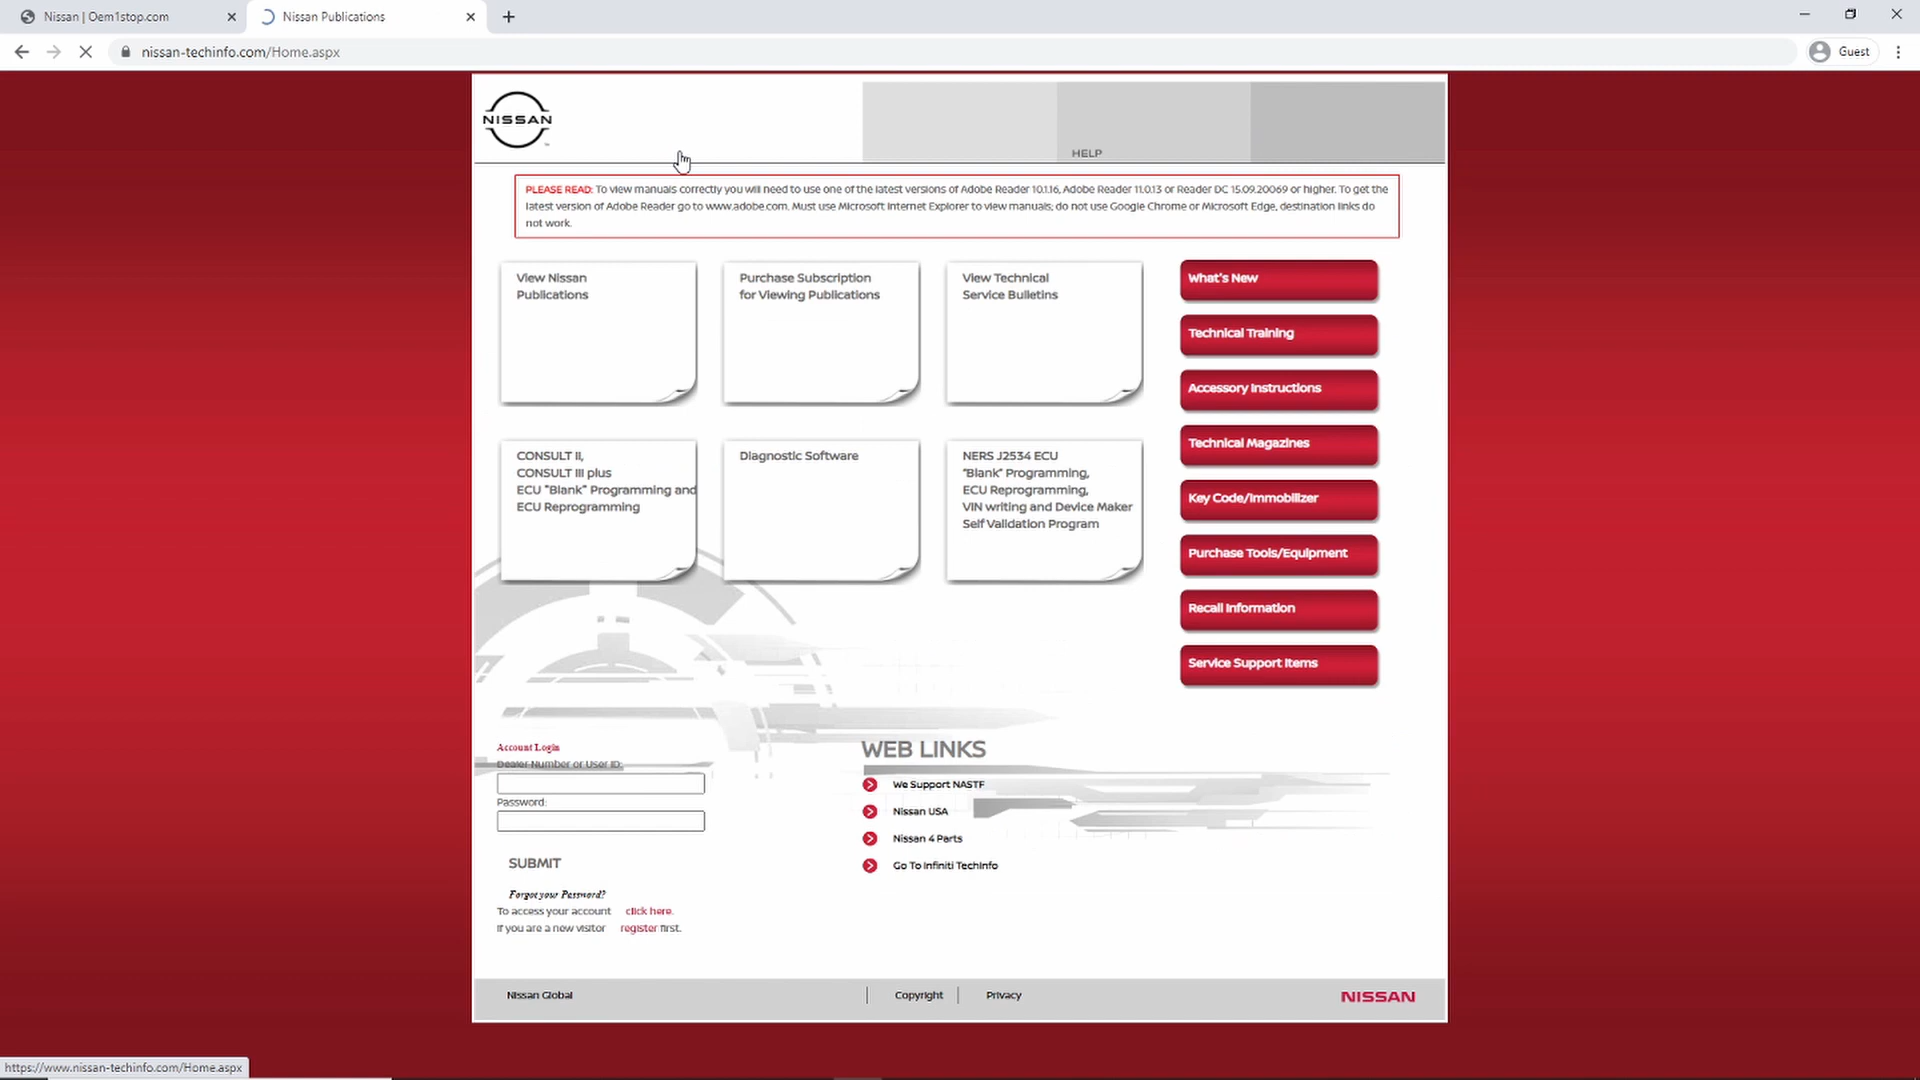 Nissan | Oem1stop.com
Nissan Publications
nissan-techinfo.com/Home.aspx
Guest
NISSAN
HELP
PLEASE READ: To view manuals correctly you will need to use one of the latest versions of Adobe Reader 10.1.16, Adobe Reader 11.0.13 or Reader DC 15.09.20069 or higher. To get the
latest version of Adobe Reader go to www.adobe.com. Must use Microsoft Internet Explorer to view manuals; do not use Google Chrome or Microsoft Edge, destination links do
not work.
View Nissan
Publications
Purchase Subscription
for Viewing Publications
View Technical
Service Bulletins
What's New
Technical Training
Accessory Instructions
Technical Magazines
Key Code/Immobilizer
Purchase Tools/Equipment
Recall Information
Service Support Items
CONSULT II,
CONSULT III plus
ECU "Blank" Programming and
ECU Reprogramming
Diagnostic Software
NERS J2534 ECU
"Blank" Programming,
ECU Reprogramming,
VIN writing and Device Maker
Self Validation Program
Account Login
Dealer Number or User ID:
Password:
SUBMIT
Forgot your Password?
To access your account click here.
If you are a new visitor register first.
WEB LINKS
We Support NASTF
Nissan USA
Nissan 4 Parts
Go To Infiniti TechInfo
Nissan Global
Copyright
Privacy
NISSAN
https://www.nissan-techinfo.com/Home.aspx